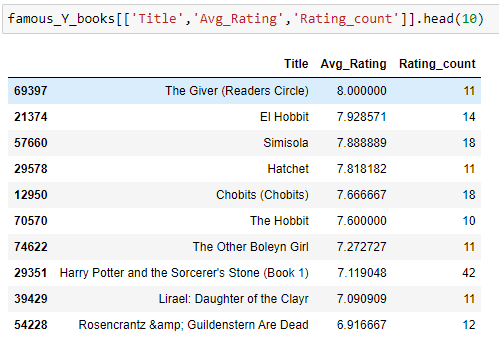 famous_Y_books[['Title','Avg_Rating','Rating_count']].head(10)
Title Avg_Rating Rating_count
69397 The Giver (Readers Circle) 8.000000 11
21374 El Hobbit 7.928571 14
57660 Simisola 7.888889 18
29578 Hatchet 7.818182 11
12950 Chobits (Chobits) 7.666667 18
70570 The Hobbit 7.600000 10
74622 The Other Boleyn Girl 7.272727 11
29351 Harry Potter and the Sorcerer's Stone (Book 1) 7.119048 42
39429 Lirael: Daughter of the Clayr 7.090909 11
54228 Rosencrantz &amp; Guildenstern Are Dead 6.916667 12